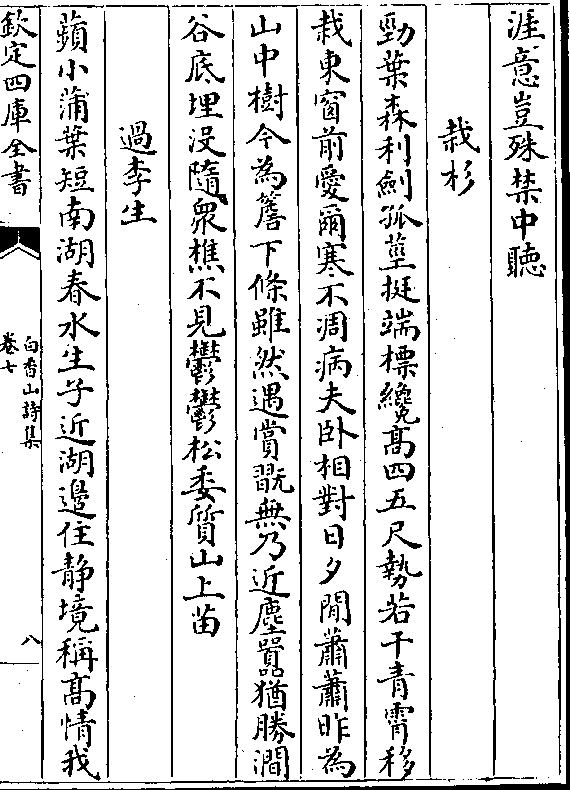 涯意豈殊禁中聽
栽杉
勁葉森利劍孤莖挺端標纔髙四五尺勢若干青霄移
栽東窗前愛爾寒不凋病夫卧相對日夕閒蕭蕭昨為
山中樹今為簷下條雖然遇賞翫無乃近塵囂猶勝澗
谷底埋没隨衆樵不見鬱鬱松委質山上苗
過李生
蘋小蒲葉短南湖春水生子近湖邉住静境稱髙情我
欽定四庫全書
白香山詩集
卷七
八